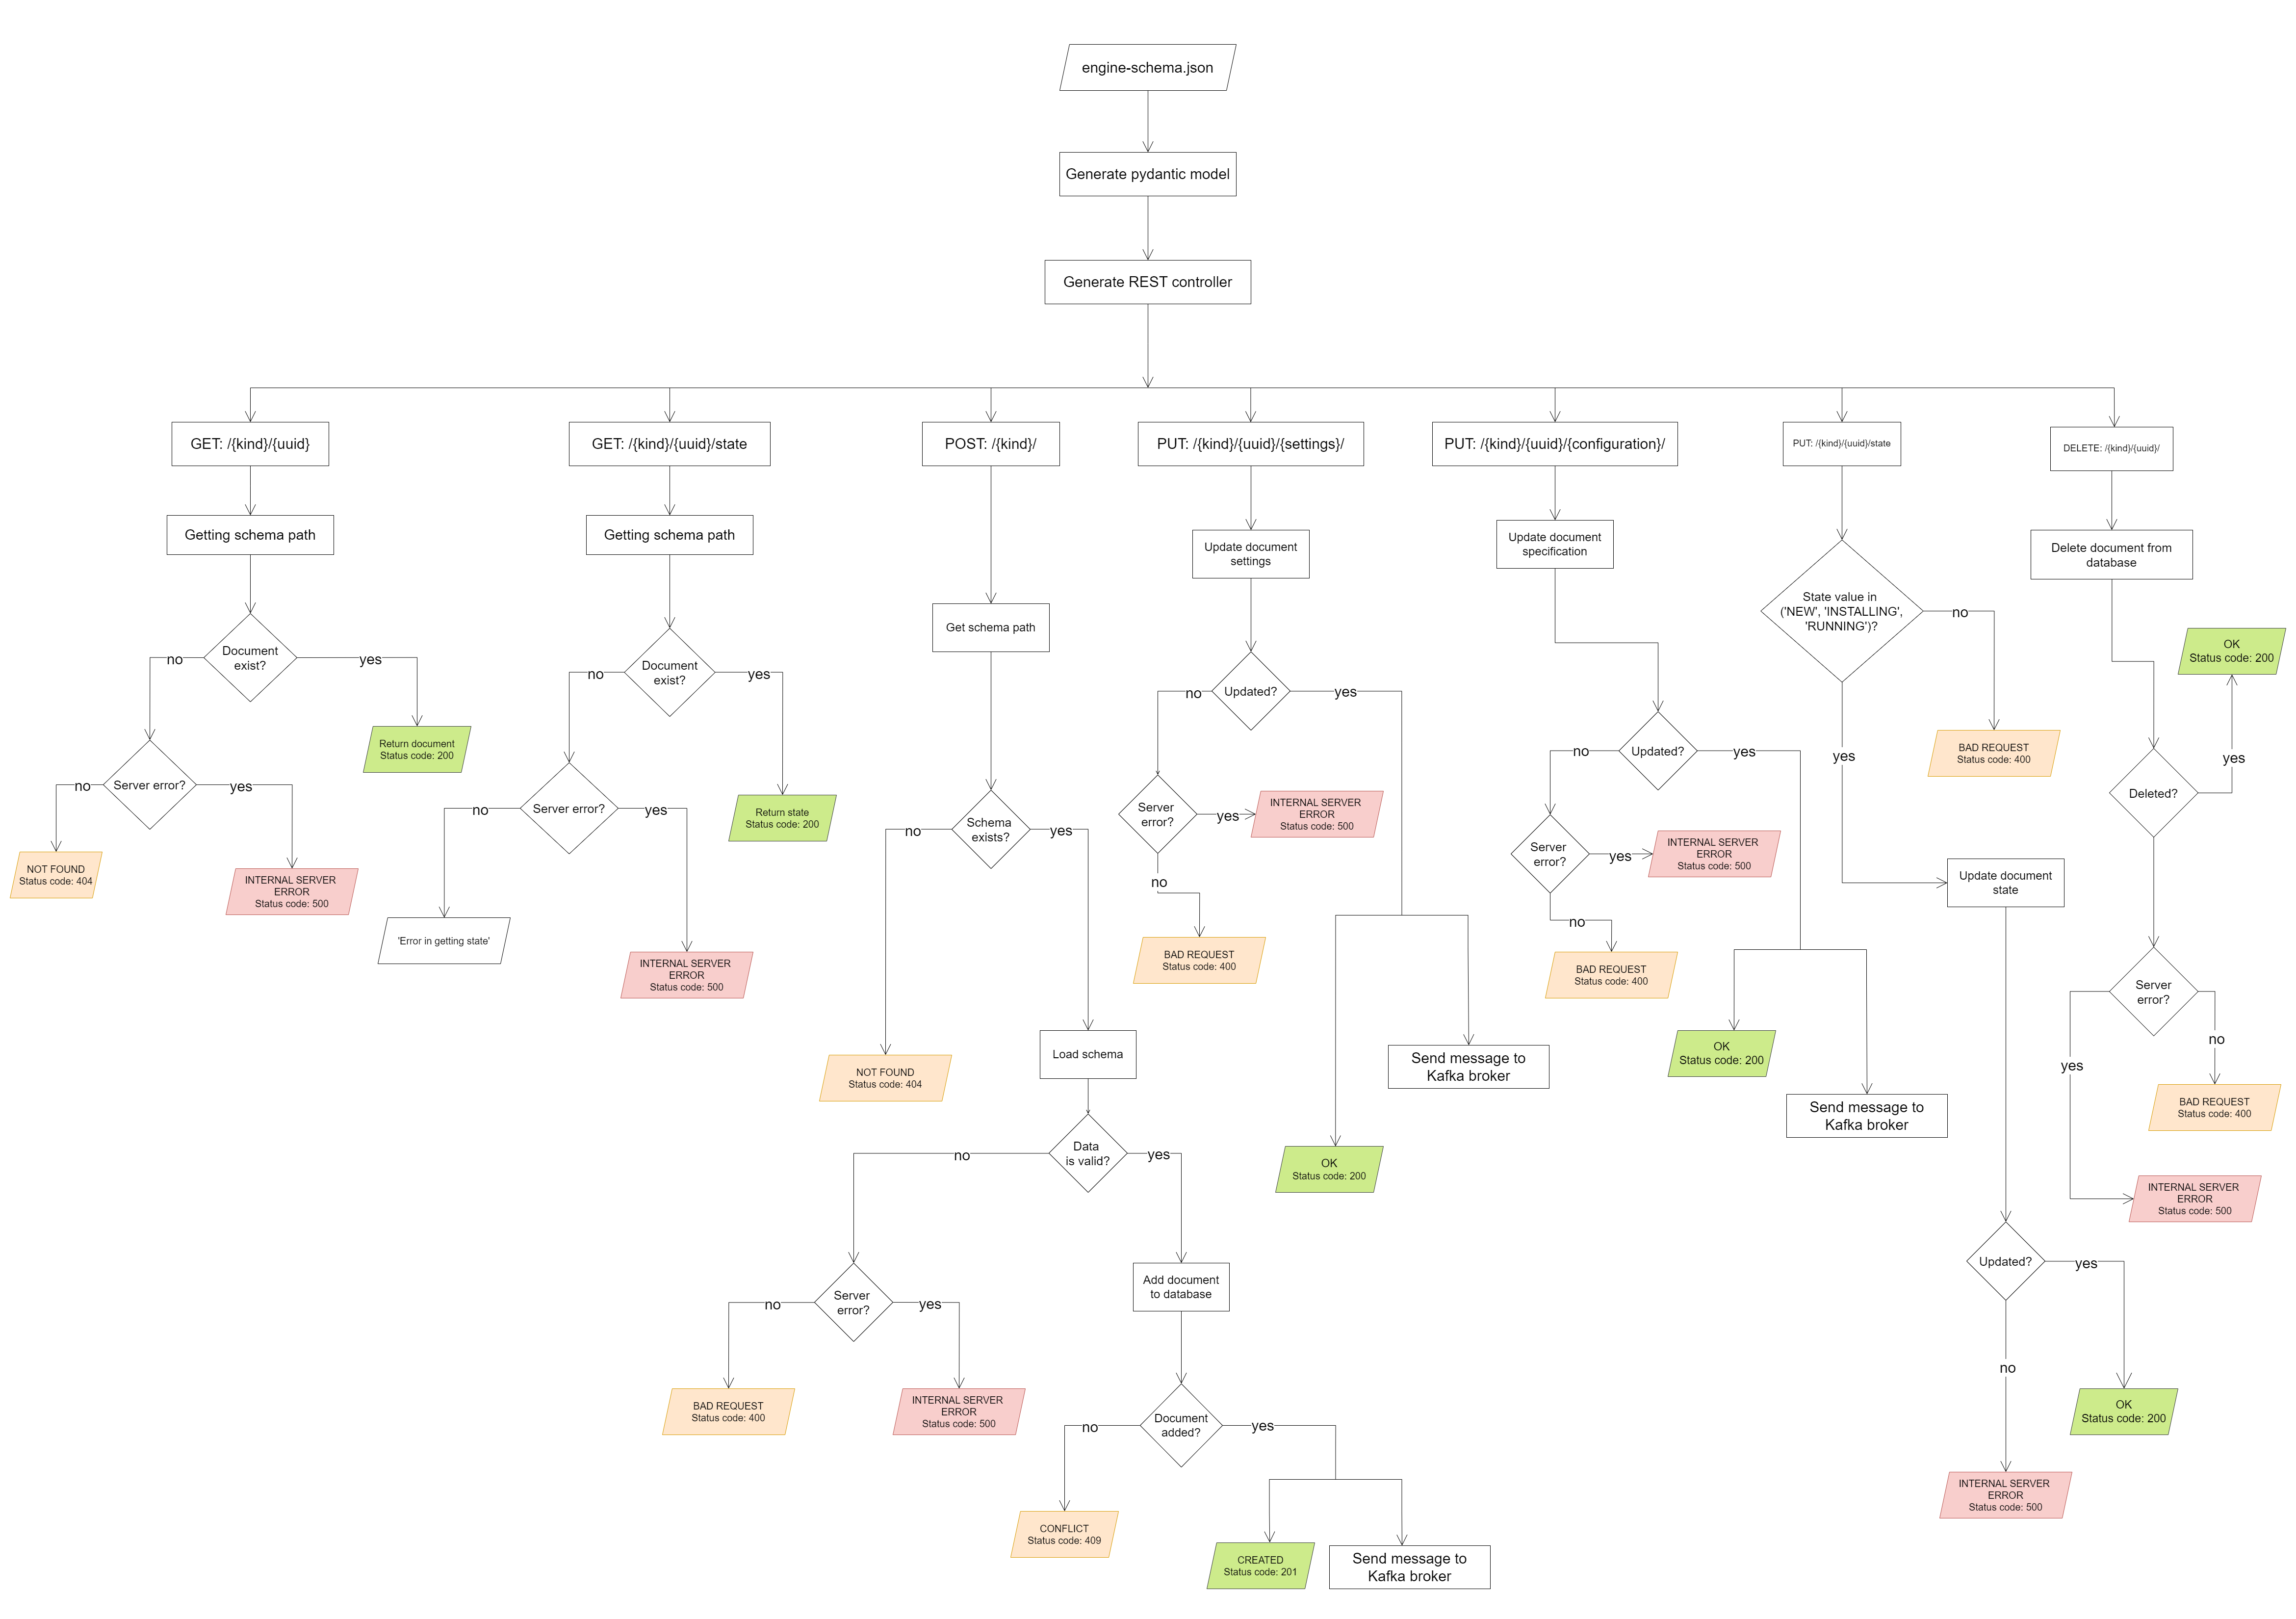 engine-schema.json
Generate pydantic model
Generate REST controller
GET: /{kind}/{uuid}
Getting schema path
Document
exist?
no
yes
Return document
Status code: 200
Server error?
no
yes
NOT FOUND
Status code: 404
INTERNAL SERVER
ERROR
Status code: 500
GET: /{kind}/{uuid}/state
Getting schema path
Document
exist?
no
yes
Return state
Status code: 200
Server error?
no
yes
'Error in getting state'
INTERNAL SERVER
ERROR
Status code: 500
POST: /{kind}/
Get schema path
Schema
exists?
no
yes
NOT FOUND
Status code: 404
Load schema
Data
is valid?
no
yes
Server
error?
no
yes
BAD REQUEST
Status code: 400
INTERNAL SERVER
ERROR
Status code: 500
Add document
to database
Document
added?
no
yes
CONFLICT
Status code: 409
CREATED
Status code: 201
Send message to
Kafka broker
PUT: /{kind}/{uuid}/{settings}/
Update document
settings
Updated?
no
yes
Server
error?
yes
INTERNAL SERVER
ERROR
Status code: 500
no
BAD REQUEST
Status code: 400
OK
Status code: 200
Send message to
Kafka broker
PUT: /{kind}/{uuid}/{configuration}/
Update document
specification
Updated?
no
yes
Server
error?
yes
INTERNAL SERVER
ERROR
Status code: 500
no
BAD REQUEST
Status code: 400
OK
Status code: 200
Send message to
Kafka broker
PUT: /{kind}/{uuid}/state
State value in
('NEW', 'INSTALLING',
'RUNNING')?
no
BAD REQUEST
Status code: 400
yes
Update document
state
Updated?
yes
OK
Status code: 200
no
INTERNAL SERVER
ERROR
Status code: 500
DELETE: /{kind}/{uuid}/
Delete document from
database
Deleted?
yes
OK
Status code: 200
Server
error?
no
BAD REQUEST
Status code: 400
yes
INTERNAL SERVER
ERROR
Status code: 500